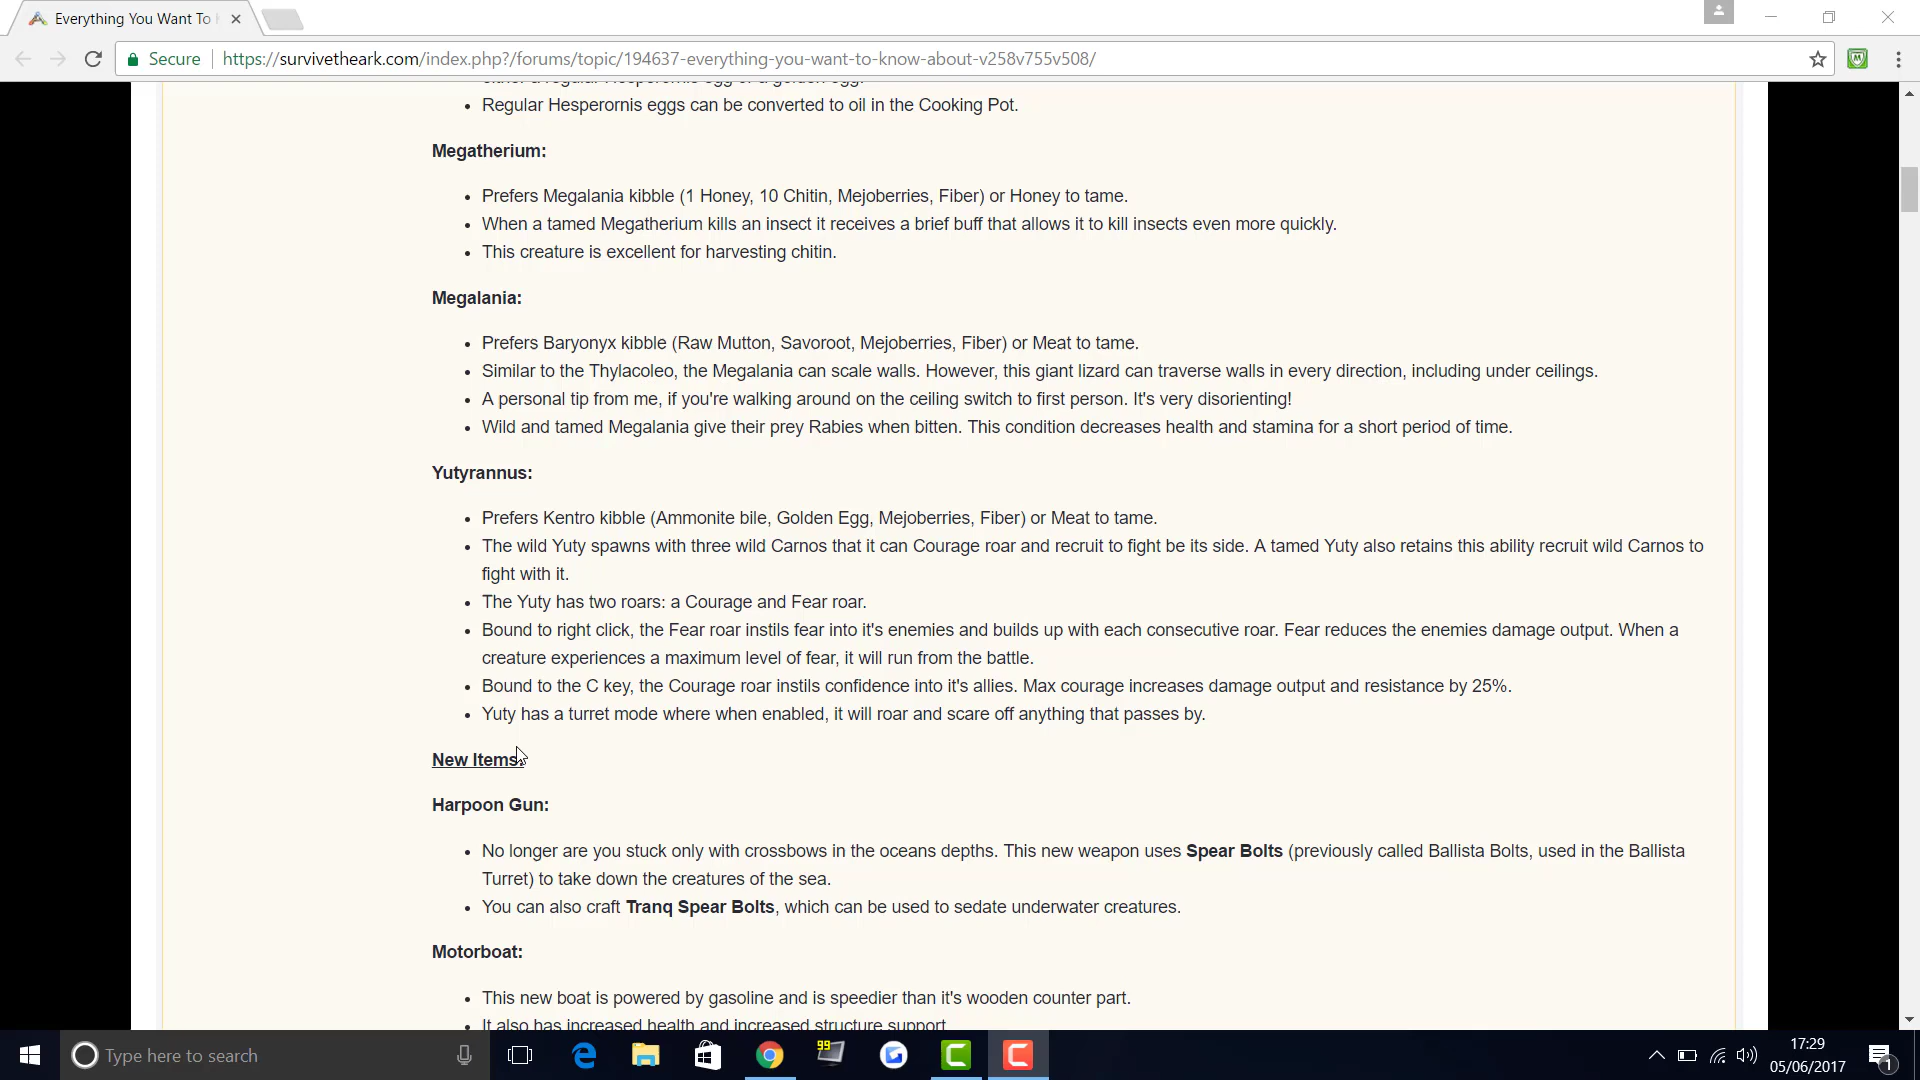 Everything You Want To
Secure
https://survivetheark.com/index.php?/forums/topic/194637-everything-you-want-to-know-about-v258v755v508/
either a regular Hesperornis egg or a golden egg.
Regular Hesperornis eggs can be converted to oil in the Cooking Pot.
Megatherium:
Prefers Megalania kibble (1 Honey, 10 Chitin, Mejoberries, Fiber) or Honey to tame.
When a tamed Megatherium kills an insect it receives a brief buff that allows it to kill insects even more quickly.
This creature is excellent for harvesting chitin.
Megalania:
Prefers Baryonyx kibble (Raw Mutton, Savoroot, Mejoberries, Fiber) or Meat to tame.
Similar to the Thylacoleo, the Megalania can scale walls. However, this giant lizard can traverse walls in every direction, including under ceilings.
A personal tip from me, if you're walking around on the ceiling switch to first person. It's very disorienting!
Wild and tamed Megalania give their prey Rabies when bitten. This condition decreases health and stamina for a short period of time.
Yutyrannus:
Prefers Kentro kibble (Ammonite bile, Golden Egg, Mejoberries, Fiber) or Meat to tame.
The wild Yuty spawns with three wild Carnos that it can Courage roar and recruit to fight be its side. A tamed Yuty also retains this ability recruit wild Carnos to
fight with it.
The Yuty has two roars: a Courage and Fear roar.
Bound to right click, the Fear roar instils fear into it's enemies and builds up with each consecutive roar. Fear reduces the enemies damage output. When a
creature experiences a maximum level of fear, it will run from the battle.
Bound to the C key, the Courage roar instils confidence into it's allies. Max courage increases damage output and resistance by 25%.
Yuty has a turret mode where when enabled, it will roar and scare off anything that passes by.
New Items:
Harpoon Gun:
No longer are you stuck only with crossbows in the oceans depths. This new weapon uses Spear Bolts (previously called Ballista Bolts, used in the Ballista
Turret) to take down the creatures of the sea.
You can also craft Tranq Spear Bolts, which can be used to sedate underwater creatures.
Motorboat:
This new boat is powered by gasoline and is speedier than it's wooden counter part.
It also has increased health and increased structure support
Type here to search
99
17:29
05/06/2017
1